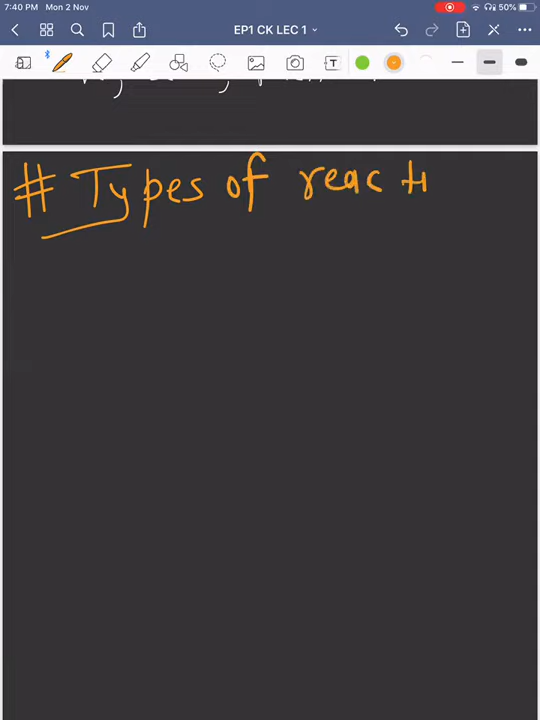 7:40 PM Mon 2 Nov
50%
EP1 CK LEC 1
T
# Types of reacti